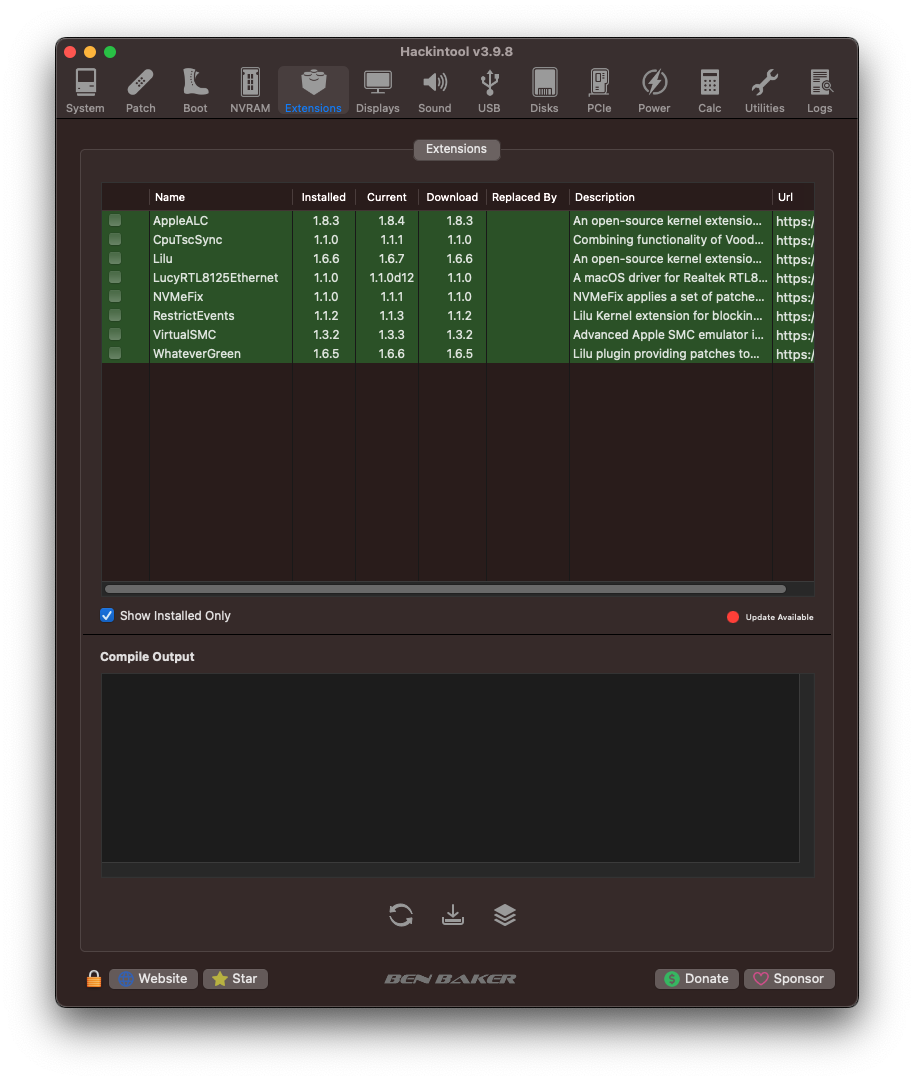 Hackintool v3.9.8
System Patch Boot NVRAM Extensions Displays Sound USB Disks PCIe Power Calc Utilities Logs
Extensions
Name Installed Current Download Replaced By Description Url
AppleALC 1.8.3 1.8.4 1.8.3 An open-source kernel extensio... https:/
CpuTscSync 1.1.0 1.1.1 1.1.0 Combining functionality of Vood... https:/
Lilu 1.6.6 1.6.7 1.6.6 An open-source kernel extensio... https:/
LucyRTL8125Ethernet 1.1.0 1.1.0d12 1.1.0 A macOS driver for Realtek RTL8... https:/
NVMeFix 1.1.0 1.1.1 1.1.0 NVMeFix applies a set of patche... https:/
RestrictEvents 1.1.2 1.1.3 1.1.2 Lilu Kernel extension for blockin... https:/
VirtualSMC 1.3.2 1.3.3 1.3.2 Advanced Apple SMC emulator i... https:/
WhateverGreen 1.6.5 1.6.6 1.6.5 Lilu plugin providing patches to... https:/
Show Installed Only Update Available
Compile Output
Website Star BEN BAKER Donate Sponsor